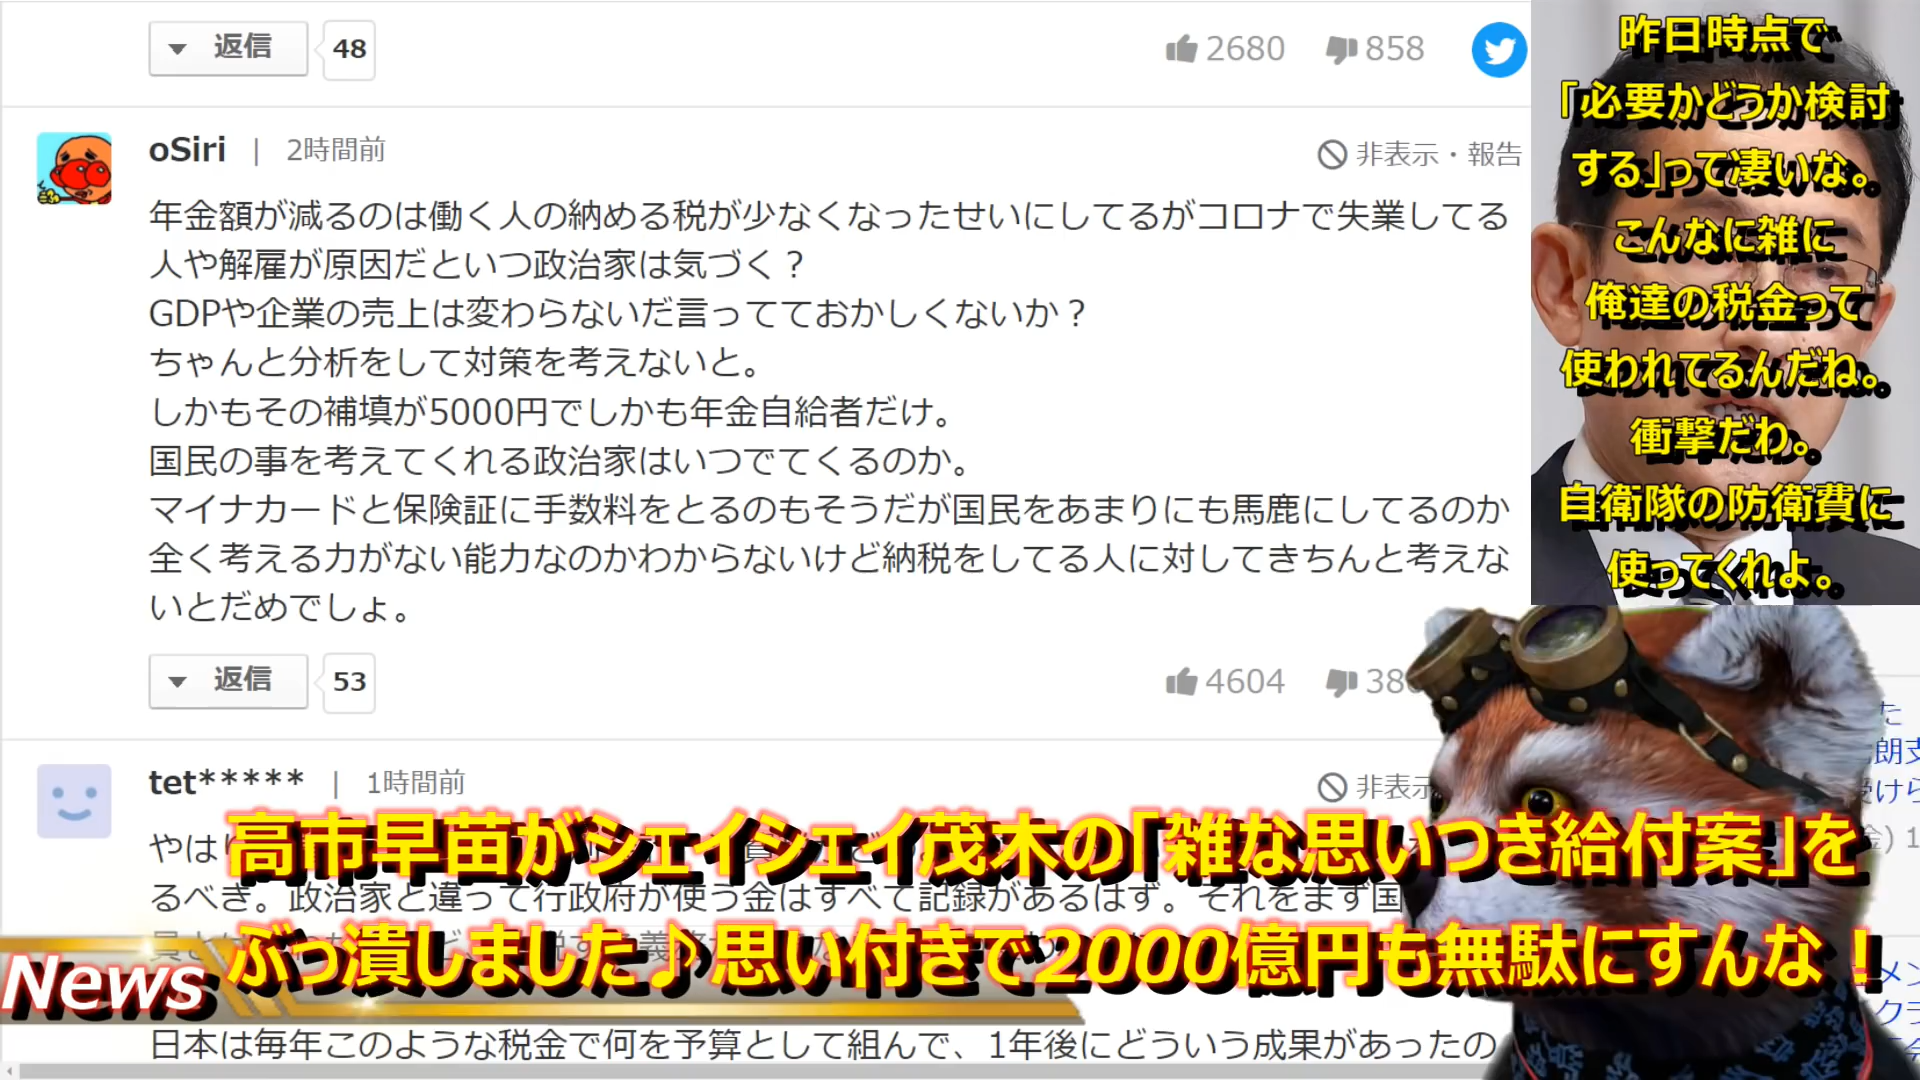 返信 48
2680 858
oSiri | 2時間前
非表示・報告
年金額が減るのは働く人の納める税が少なくなったせいにしてるがコロナで失業してる
人や解雇が原因だといつ政治家は気づく？
GDPや企業の売上は変わらないだ言ってておかしくないか？
ちゃんと分析をして対策を考えないと。
しかもその補填が5000円でしかも年金自給者だけ。
国民の事を考えてくれる政治家はいつでてくるのか。
マイナカードと保険証に手数料をとるのもそうだが国民をあまりにも馬鹿にしてるのか
全く考える力がない能力なのかわからないけど納税をしてる人に対してきちんと考えな
いとだめでしょ。
返信 53
4604
tet***** | 1時間前
非表示
やはり
るべき。政治家と違って行政府が使う金はすべて記録があるはず。それをまず国
日本は毎年このような税金で何を予算として組んで、1年後にどういう成果があったの
昨日時点で
「必要かどうか検討
する」って凄いな。
こんなに雑に
俺達の税金って
使われてるんだね。
衝撃だわ。
自衛隊の防衛費に
使ってくれよ。
高市早苗がシェイシェイ茂木の「雑な思いつき給付案」を
ぶっ潰しました♪思い付きで2000億円も無駄にすんな！
News